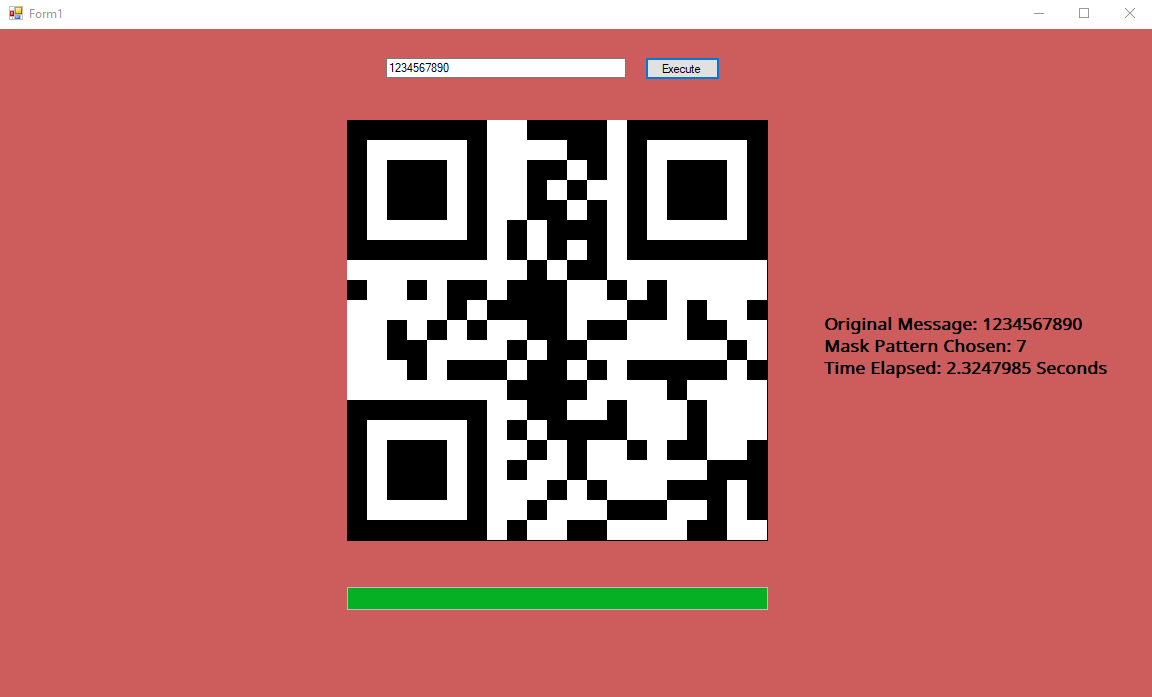 Form1
1234567890
Execute
Original Message: 1234567890
Mask Pattern Chosen: 7
Time Elapsed: 2.3247985 Seconds